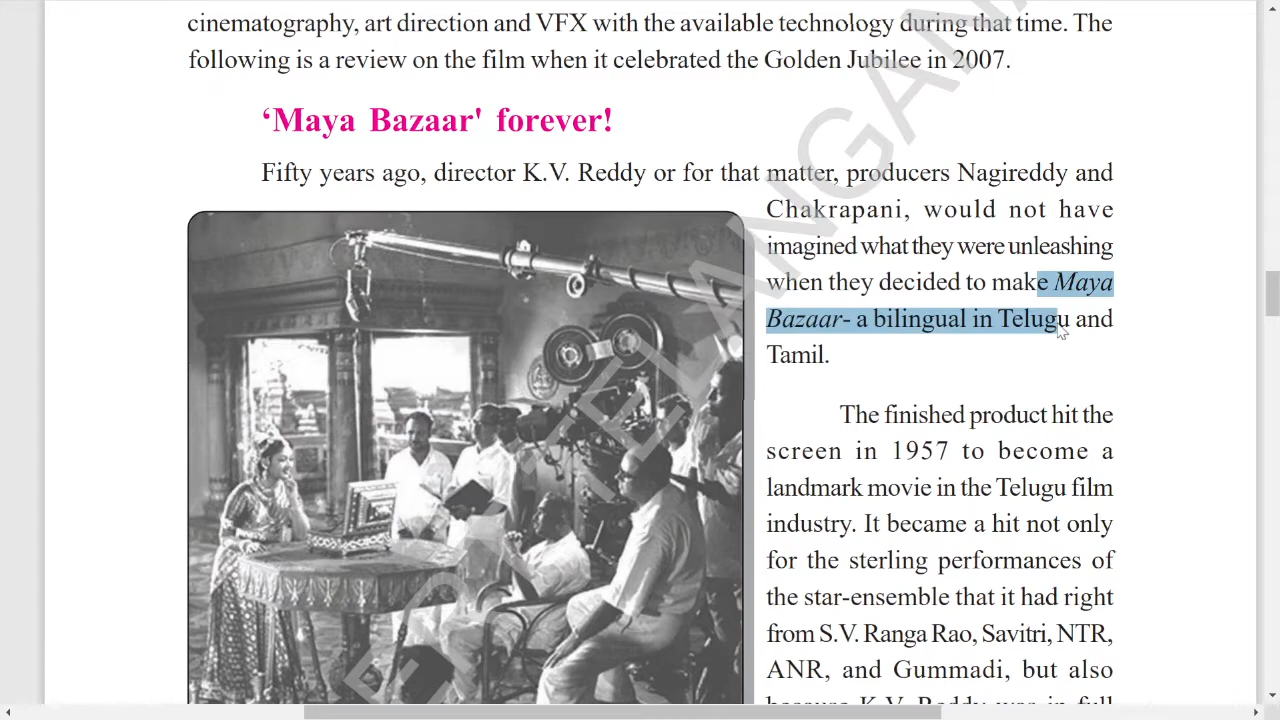 cinematography, art direction and VFX with the available technology during that time. The
following is a review on the film when it celebrated the Golden Jubilee in 2007.
‘Maya Bazaar' forever!
Fifty years ago, director K.V. Reddy or for that matter, producers Nagireddy and
Chakrapani, would not have
imagined what they were unleashing
when they decided to make Maya
Bazaar- a bilingual in Telugu and
Tamil.
The finished product hit the
screen in 1957 to become a
landmark movie in the Telugu film
industry. It became a hit not only
for the sterling performances of
the star-ensemble that it had right
from S.V. Ranga Rao, Savitri, NTR,
ANR, and Gummadi, but also
because K.V. Reddy was in full